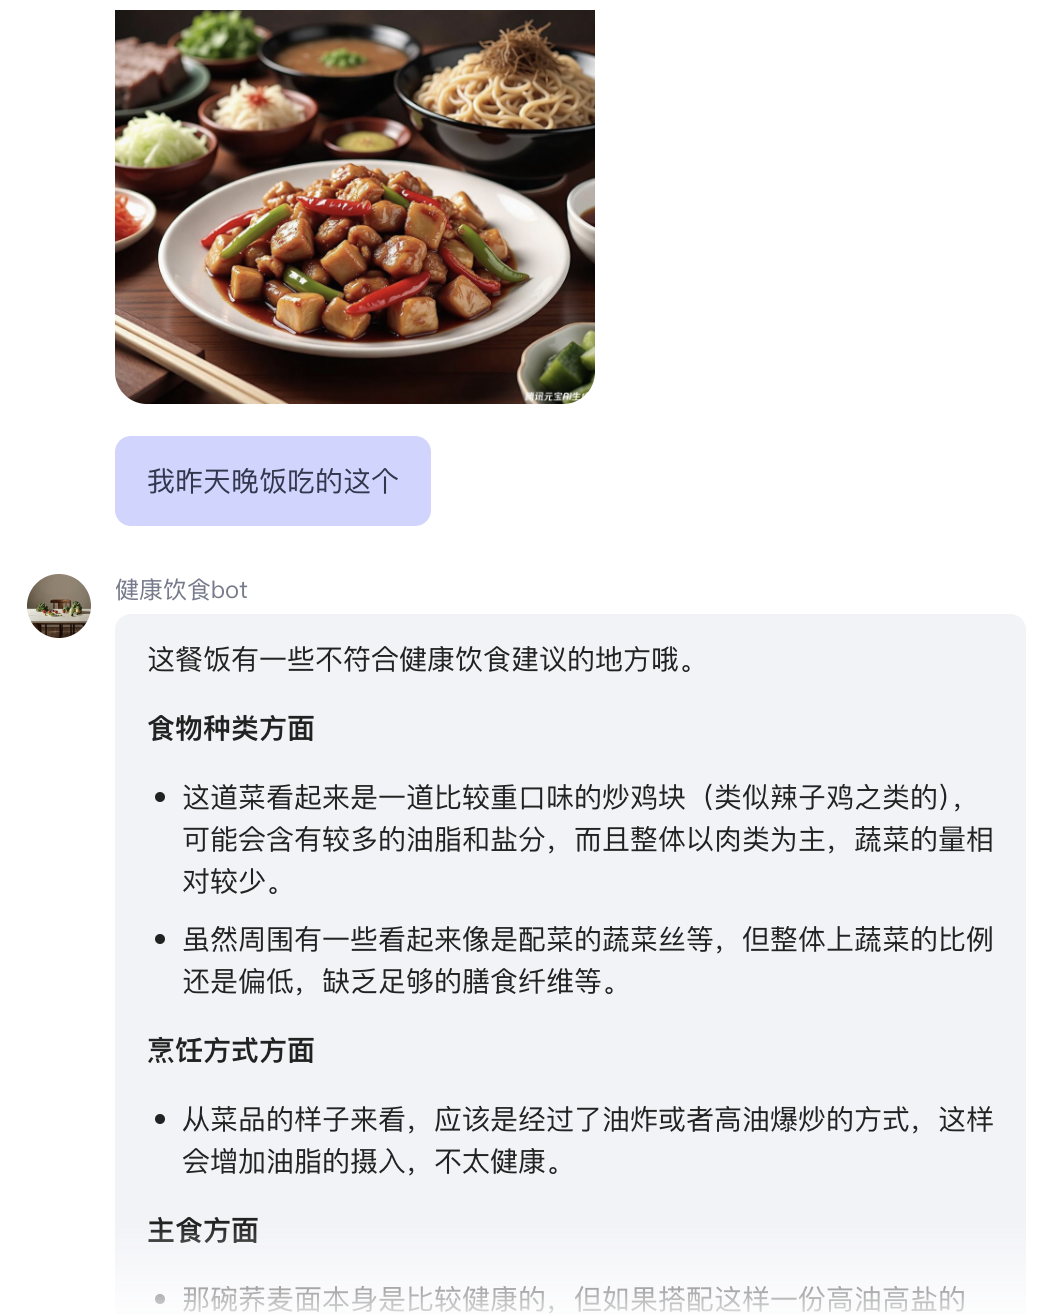 腾讯元宝AI生
我昨天晚饭吃的这个
健康饮食bot
这餐饭有一些不符合健康饮食建议的地方哦。
食物种类方面
这道菜看起来是一道比较重口味的炒鸡块（类似辣子鸡之类的），
可能会含有较多的油脂和盐分，而且整体以肉类为主，蔬菜的量相
对较少。
虽然周围有一些看起来像是配菜的蔬菜丝等，但整体上蔬菜的比例
还是偏低，缺乏足够的膳食纤维等。
烹饪方式方面
从菜品的样子来看，应该是经过了油炸或者高油爆炒的方式，这样
会增加油脂的摄入，不太健康。
主食方面
那碗荞麦面本身是比较健康的，但如果搭配这样一份高油高盐的